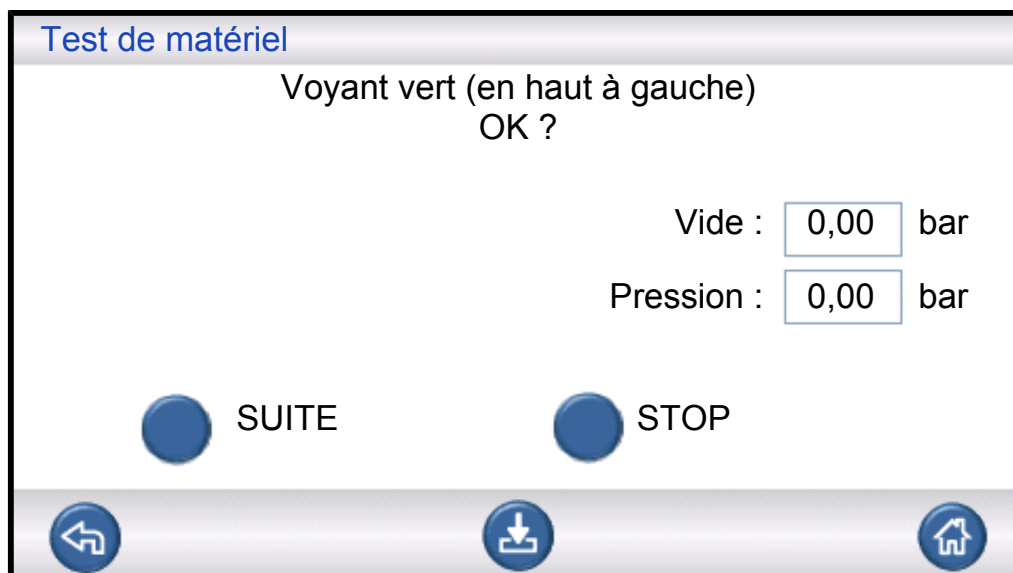 Test de matériel
Voyant vert (en haut à gauche)
OK ?
Vide : 0,00 bar
Pression : 0,00 bar
SUITE STOP